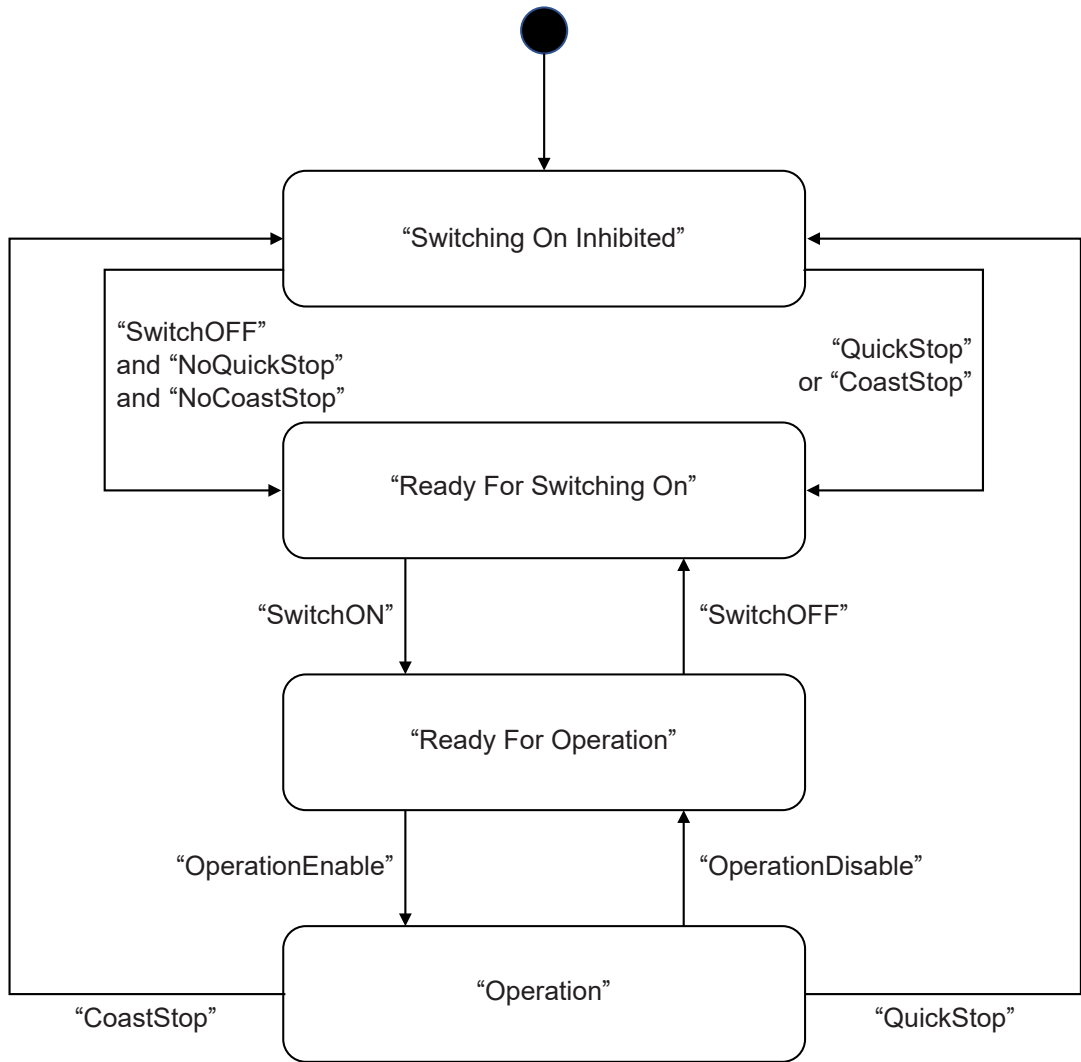 “Switching On Inhibited”
“SwitchOFF”
and “NoQuickStop”
and “NoCoastStop”
“QuickStop”
or “CoastStop”
“Ready For Switching On”
“SwitchON”
“SwitchOFF”
“Ready For Operation”
“OperationEnable”
“OperationDisable”
“Operation”
“CoastStop”
“QuickStop”